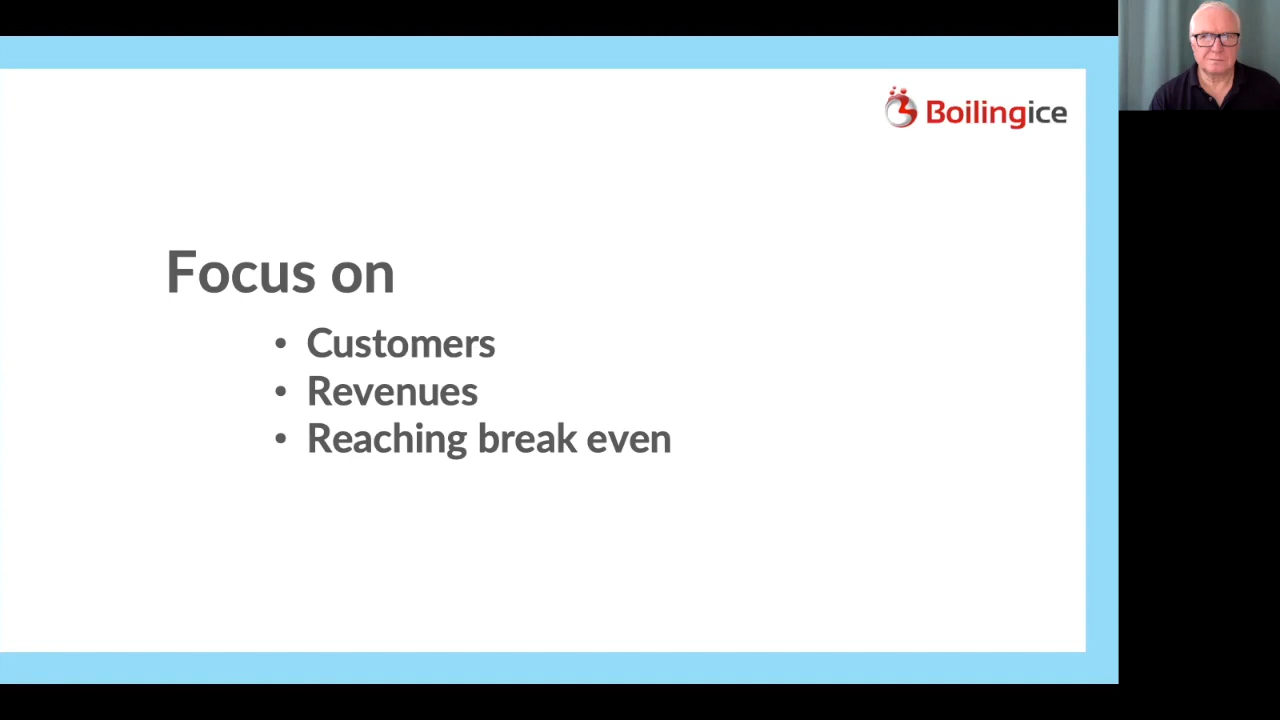 Boilingice
Focus on
• Customers
• Revenues
• Reaching break even